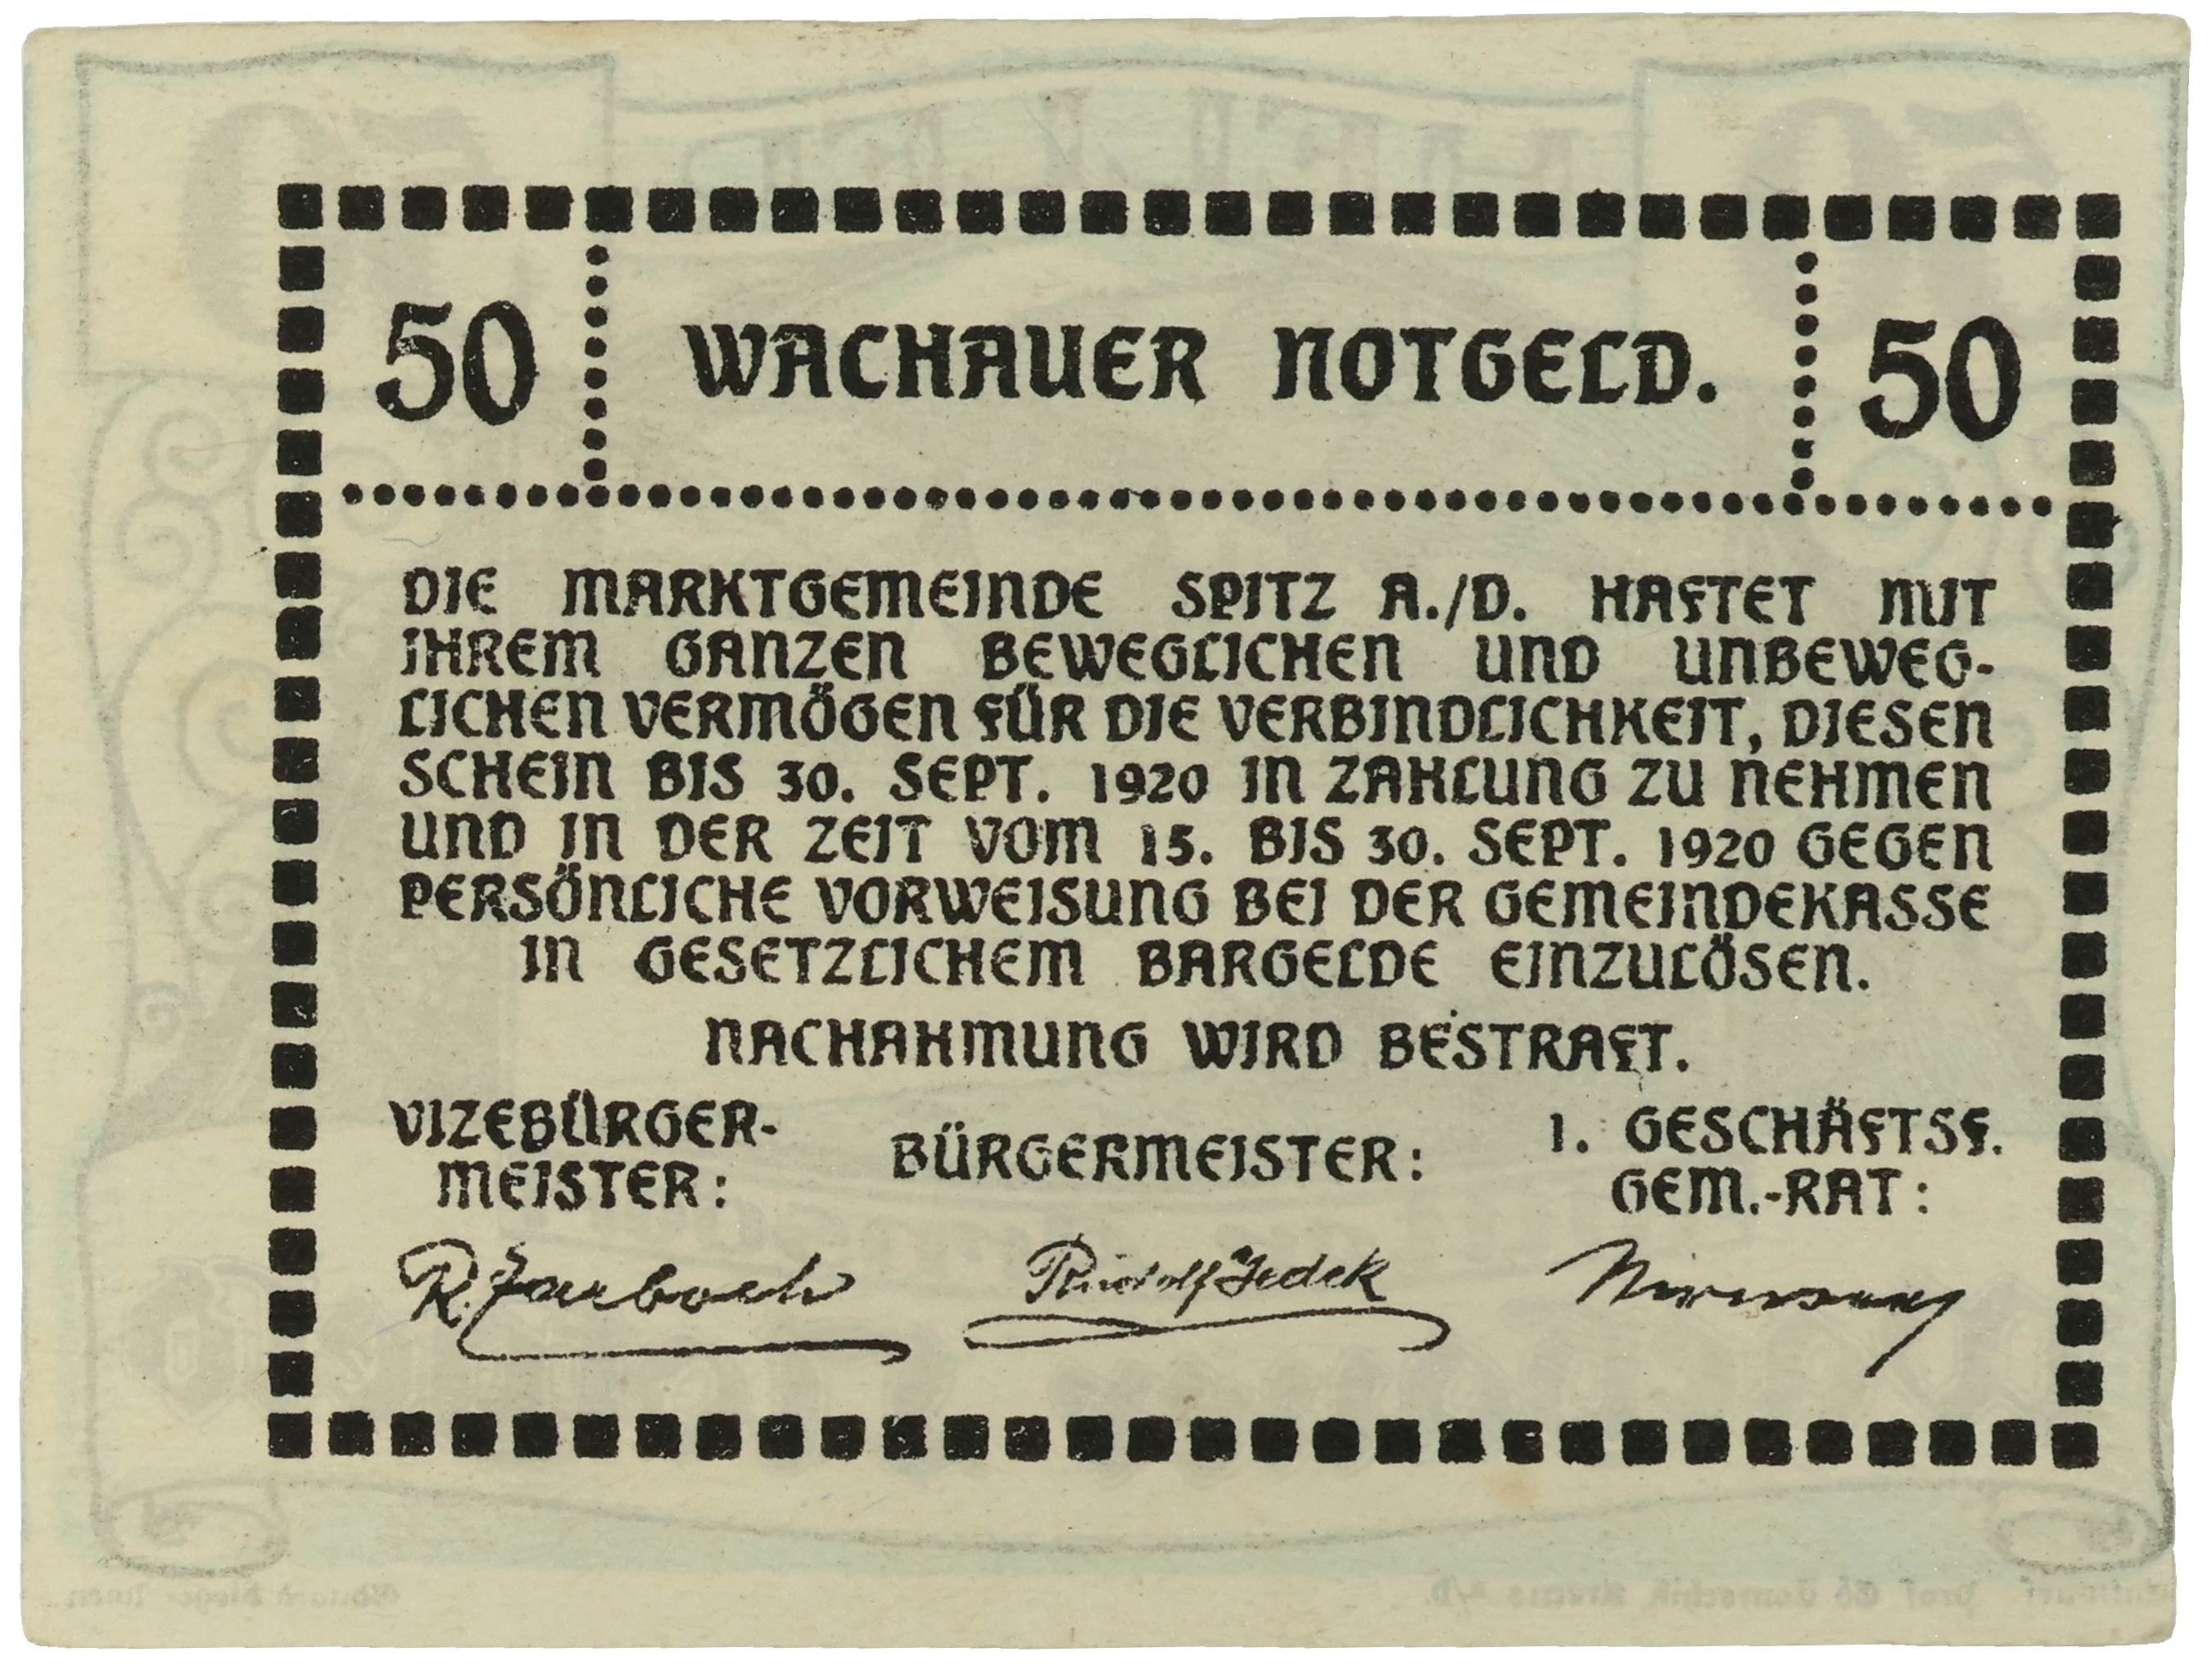 50 WACHAUER NOTGELD. 50
DIE MARKTGEMEINDE SPITZ A./D. HAFTET MIT
IHREM GANZEN BEWEGLICHEN UND UNBEWEG-
LICHEN VERMÖGEN FÜR DIE VERBINDLICHKEIT, DIESEN
SCHEIN BIS 30. SEPT. 1920 IN ZAHLUNG ZU NEHMEN
UND IN DER ZEIT VOM 15. BIS 30. SEPT. 1920 GEGEN
PERSÖNLICHE VORWEISUNG BEI DER GEMEINDEKASSE
IN GESETZLICHEM BARGELDE EINZULÖSEN.
NACHAHMUNG WIRD BESTRAFT.
VIZEBÜRGER-
MEISTER:
BÜRGERMEISTER:
1. GESCHÄFTSF.
GEM.-RAT:
Rudolf Jedek